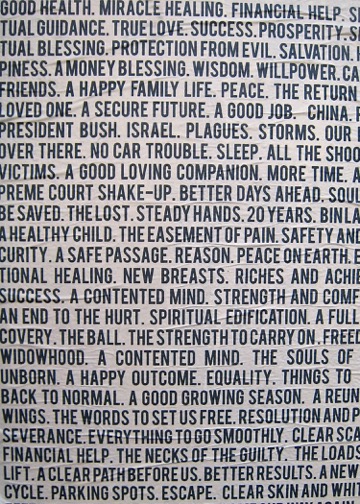 GOOD HEALTH. MIRACLE HEALING. FINANCIAL HELP. S
TUAL GUIDANCE. TRUE LOVE. SUCCESS. PROSPERITY. S
TUAL BLESSING. PROTECTION FROM EVIL. SALVATION.
PINESS. A MONEY BLESSING. WISDOM. WILLPOWER. CA
FRIENDS. A HAPPY FAMILY LIFE. PEACE. THE RETURN
LOVED ONE. A SECURE FUTURE. A GOOD JOB. CHINA.
PRESIDENT BUSH. ISRAEL. PLAGUES. STORMS. OUR
OVER THERE. NO CAR TROUBLE. SLEEP. ALL THE SHOO
VICTIMS. A GOOD LOVING COMPANION. MORE TIME. A
PREME COURT SHAKE-UP. BETTER DAYS AHEAD. SOUL
BE SAVED. THE LOST. STEADY HANDS. 20 YEARS. BIN LA
A HEALTHY CHILD. THE EASEMENT OF PAIN. SAFETY AND
CURITY. A SAFE PASSAGE. REASON. PEACE ON EARTH. E
TIONAL HEALING. NEW BREASTS. RICHES AND ACHIE
SUCCESS. A CONTENTED MIND. STRENGTH AND COMF
AN END TO THE HURT. SPIRITUAL EDIFICATION. A FULL
COVERY. THE BALL. THE STRENGTH TO CARRY ON. FREED
WIDOWHOOD. A CONTENTED MIND. THE SOULS OF
UNBORN. A HAPPY OUTCOME. EQUALITY. THINGS TO
BACK TO NORMAL. A GOOD GROWING SEASON. A REUN
WINGS. THE WORDS TO SET US FREE. RESOLUTION AND P
SEVERANCE. EVERYTHING TO GO SMOOTHLY. CLEAR SCA
FINANCIAL HELP. THE NECKS OF THE GUILTY. THE LOADS
LIFT. A CLEAR PATH BEFORE US. BETTER RESULTS. A NEW
CYCLE. PARKING SPOTS. ESCAPE. CLEAR SKIN AND WHI